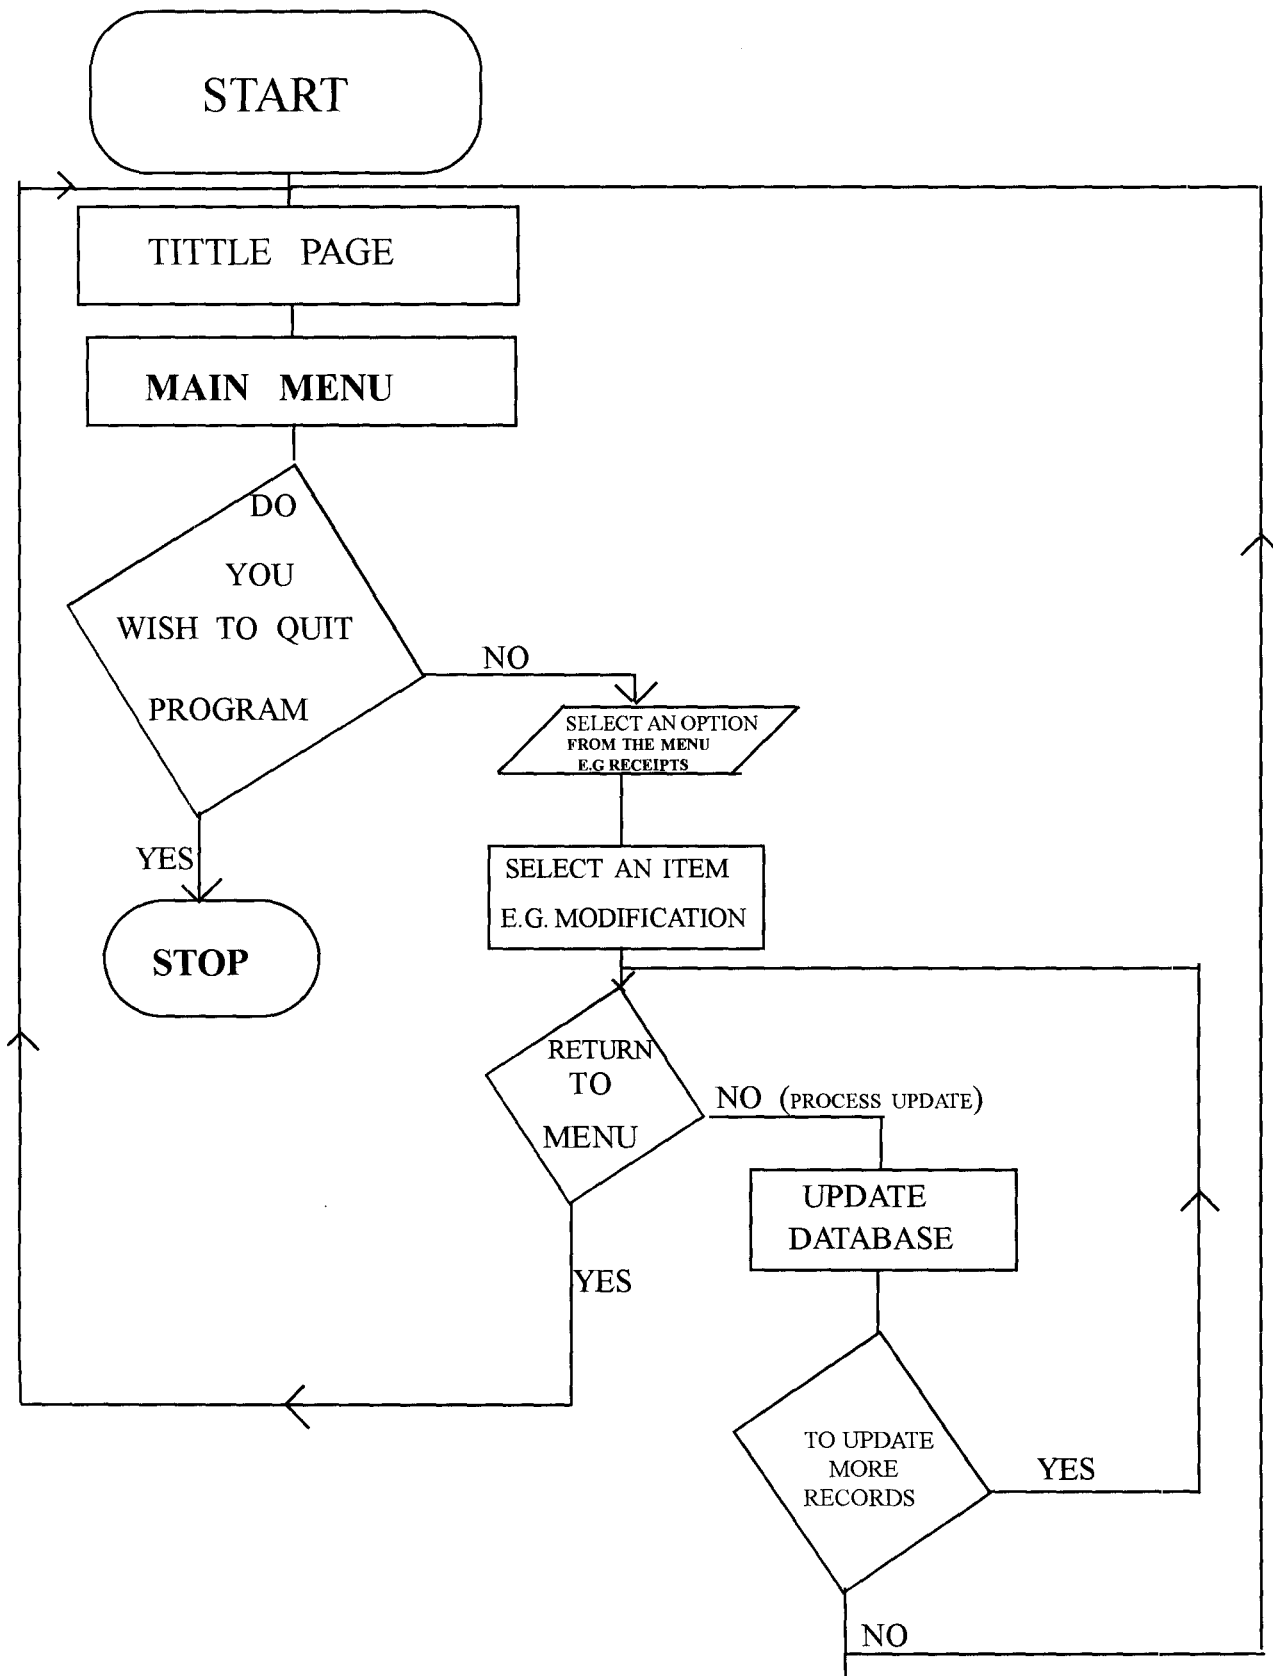 START
TITTLE PAGE
MAIN MENU
DO
YOU
WISH TO QUIT
PROGRAM
NO
SELECT AN OPTION
FROM THE MENU
E.G RECEIPTS
YES
STOP
SELECT AN ITEM
E.G. MODIFICATION
RETURN
TO
MENU
NO (PROCESS UPDATE)
UPDATE
DATABASE
YES
TO UPDATE
MORE
RECORDS
YES
NO